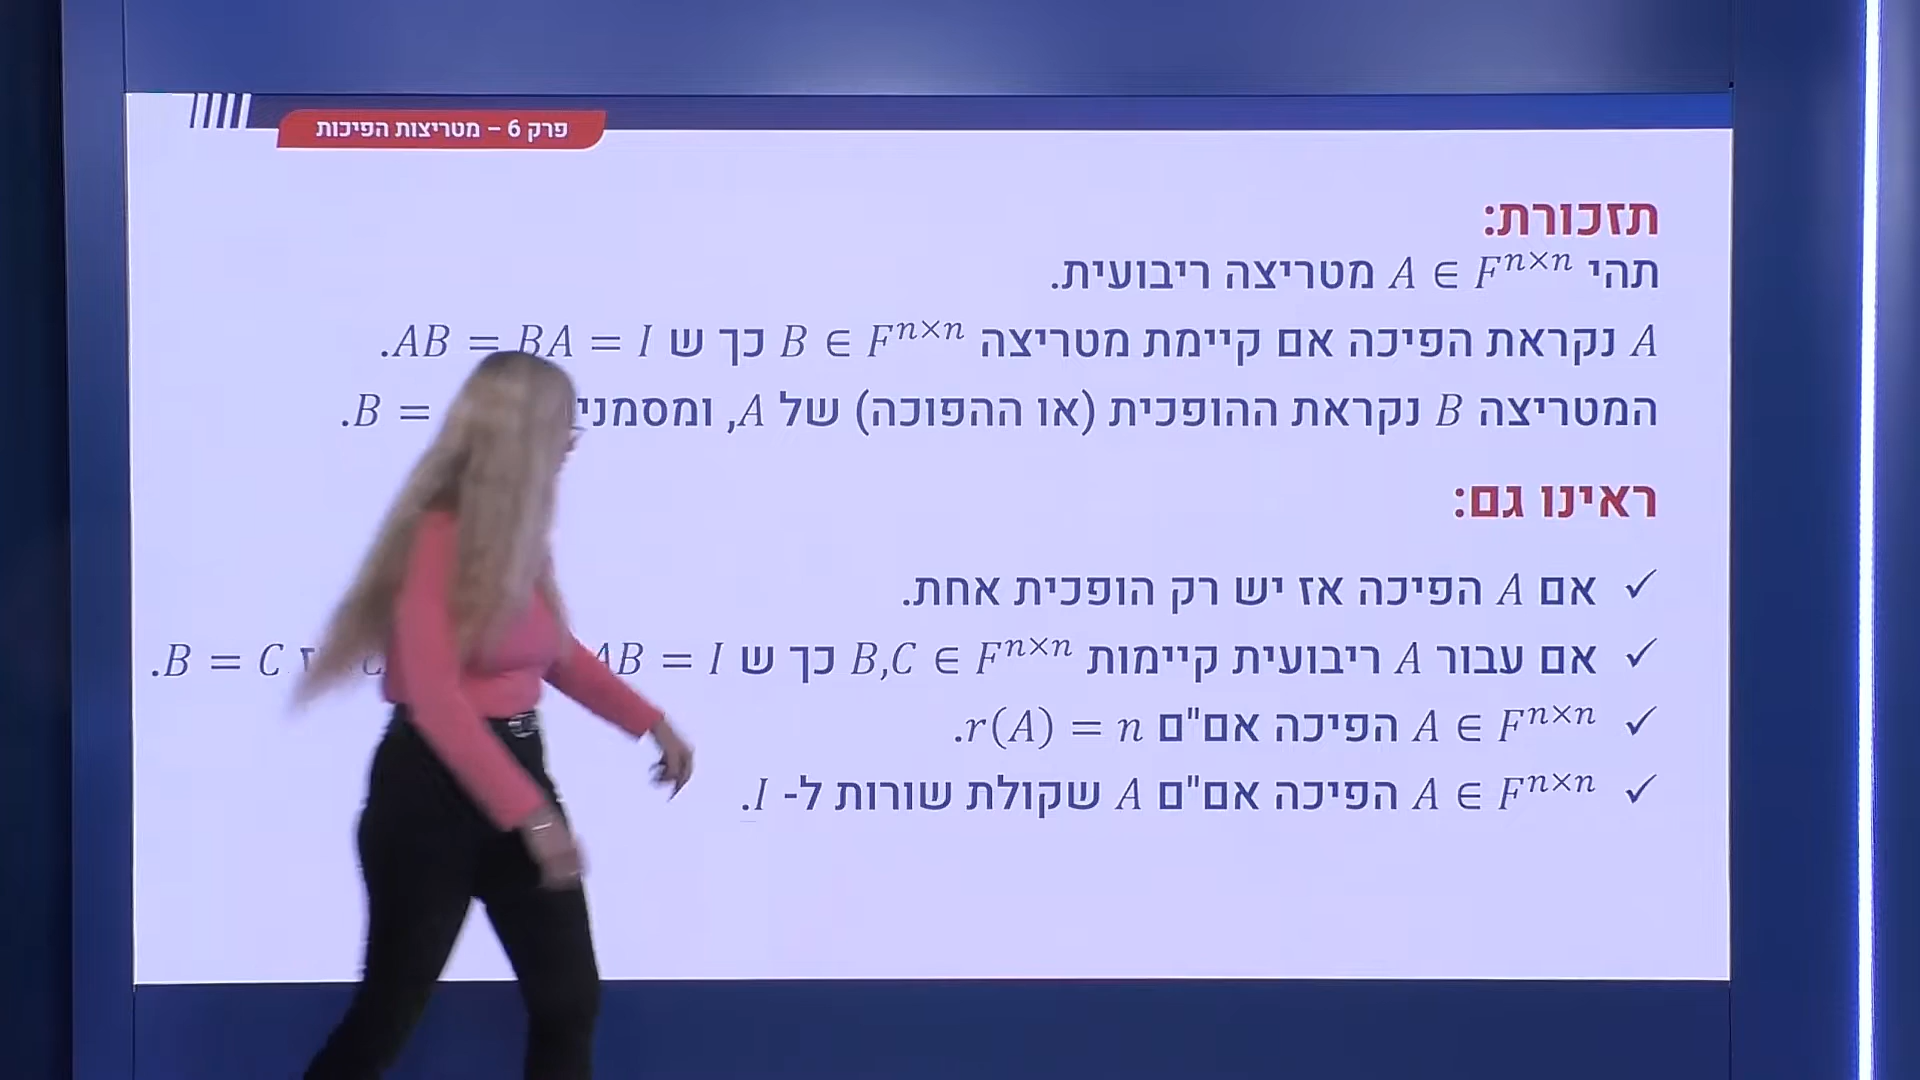 פרק 6 – מטריצות הפיכות
תזכורת:
תהי A ∈ F^{n×n} מטריצה ריבועית.
A נקראת הפיכה אם קיימת מטריצה B ∈ F^{n×n} כך ש AB = BA = I.
המטריצה B נקראת ההופכית (או ההפוכה) של A, B =.
ראינו גם:
✓ אם A הפיכה אז יש רק הופכית אחת.
✓ אם עבור A ריבועית קיימות B,C ∈ F^{n×n} כך ש AB = I B = C.
✓ A ∈ F^{n×n} הפיכה אם"ם r(A) = n.
✓ A ∈ F^{n×n} הפיכה אם"ם A שקולת שורות ל- I.